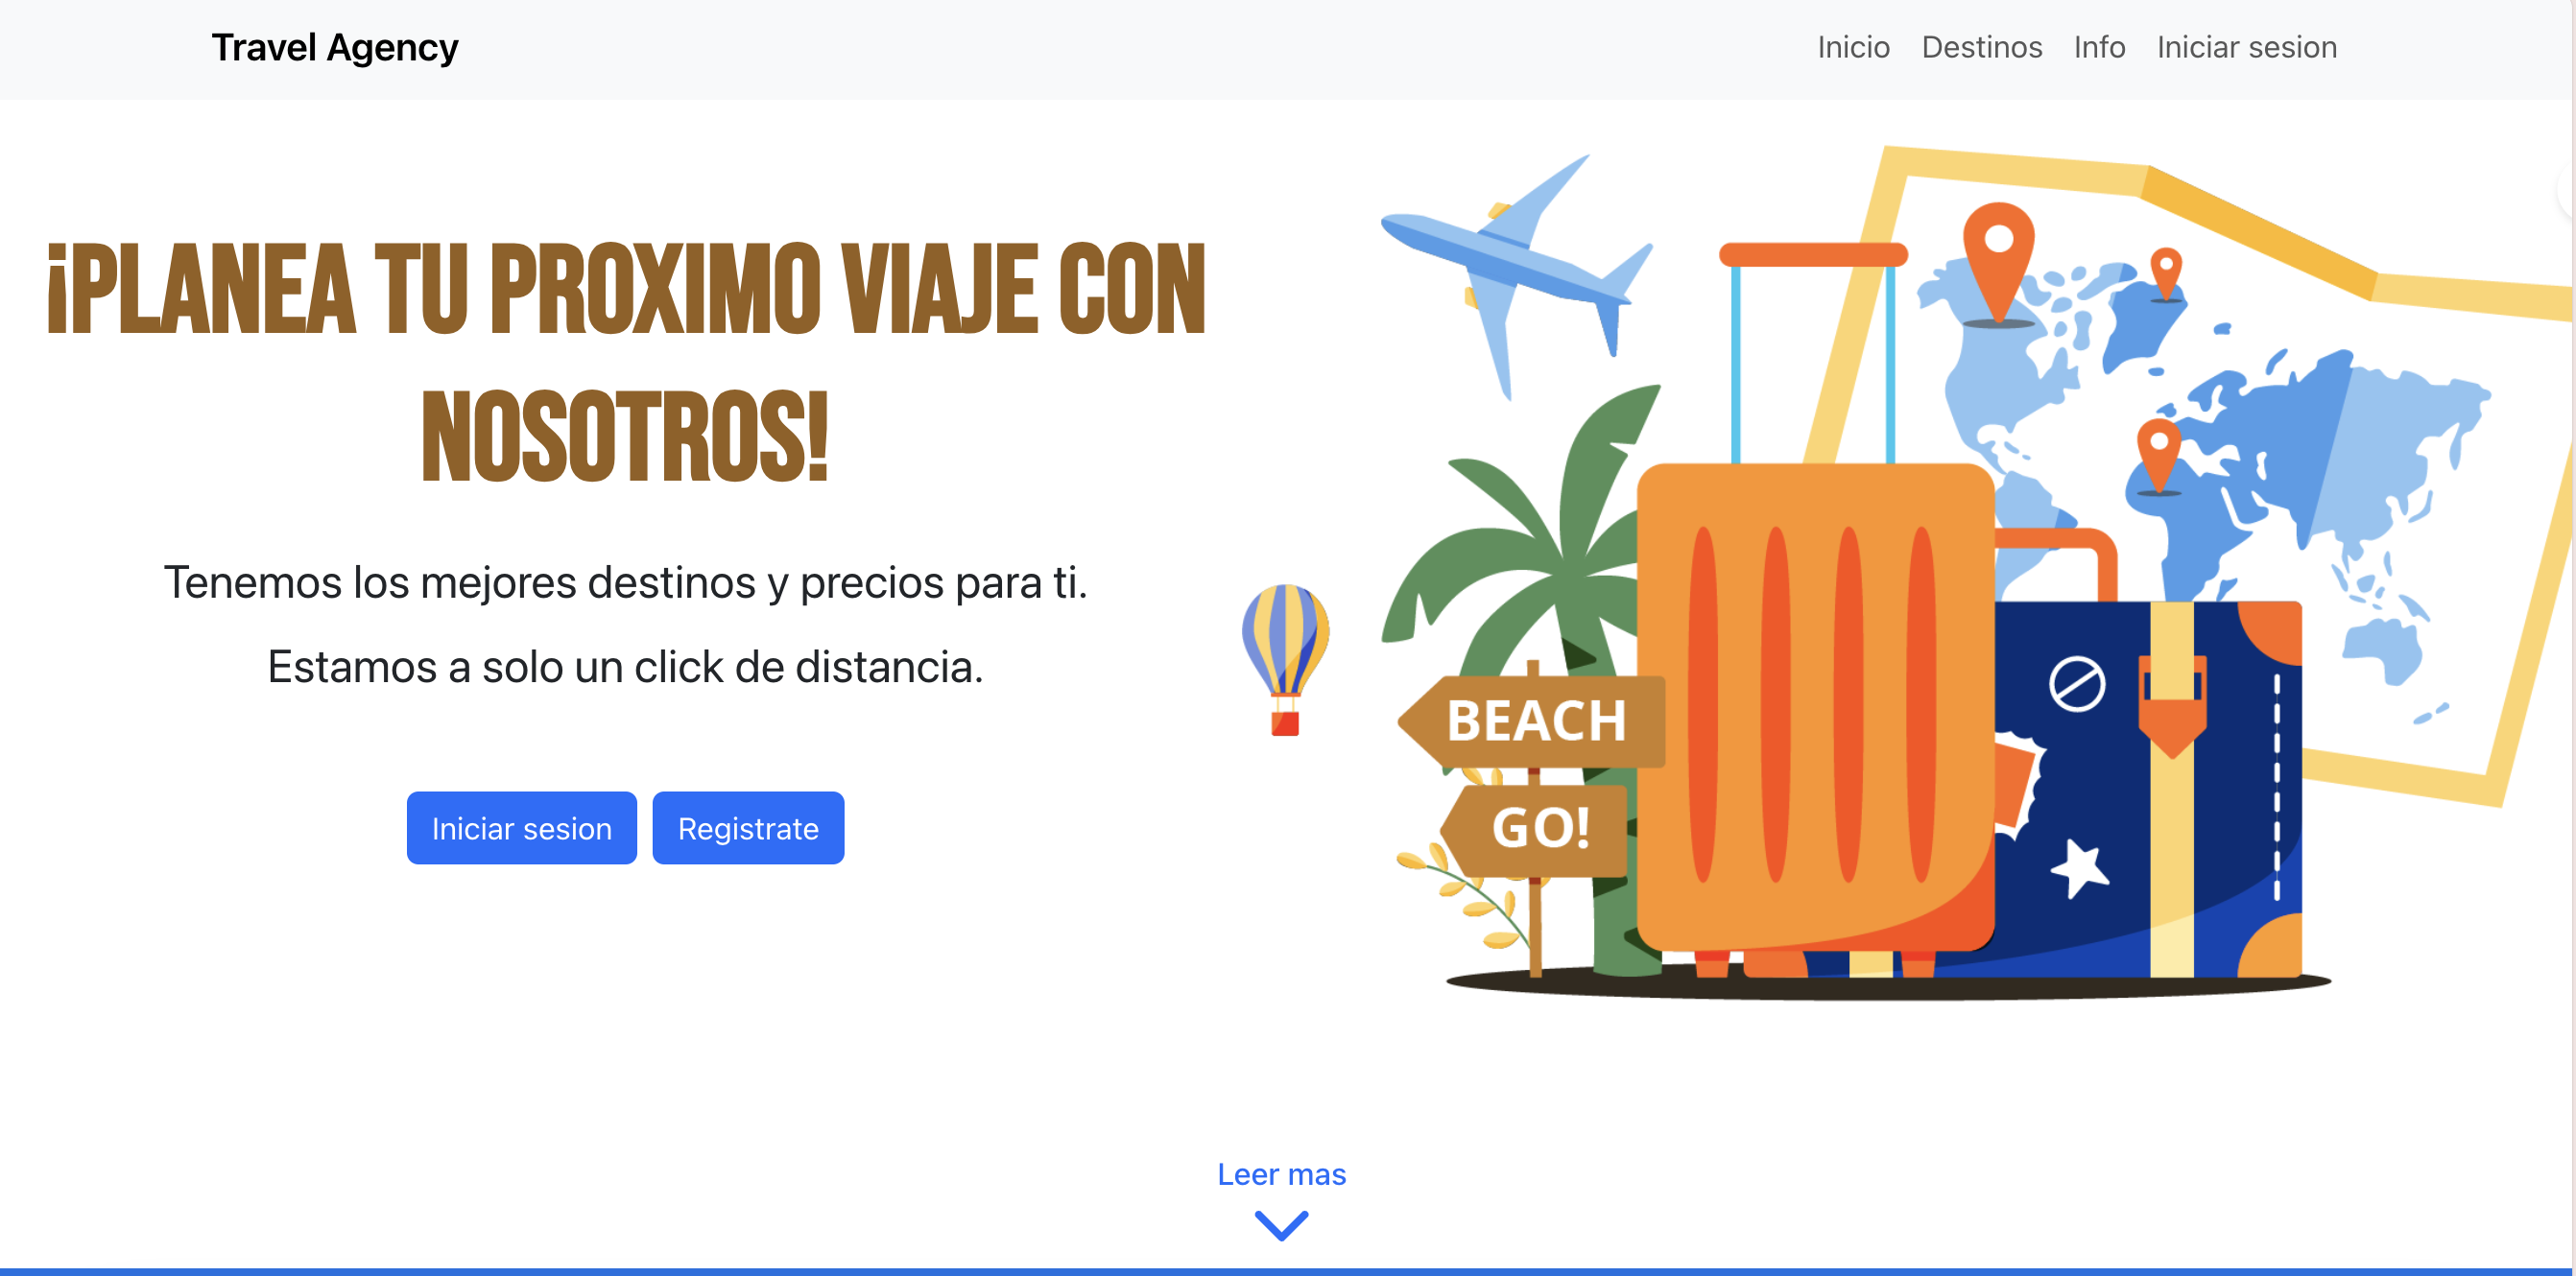 Travel Agency
Inicio Destinos Info Iniciar sesion
¡PLANEA TU PROXIMO VIAJE CON
NOSOTROS!
Tenemos los mejores destinos y precios para ti.
Estamos a solo un click de distancia.
Iniciar sesion Registrate
BEACH
GO!
Leer mas